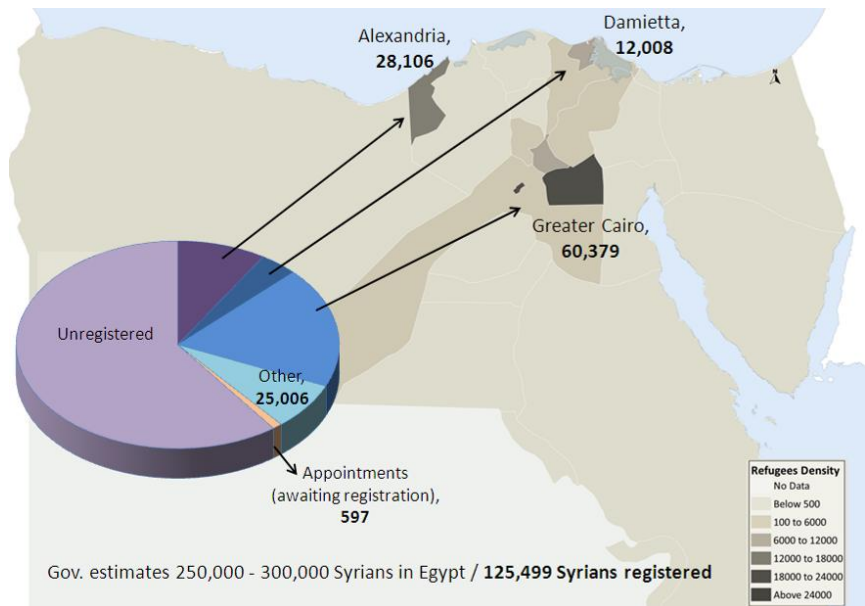 Alexandria,
28,106
Damietta,
12,008
N
Greater Cairo,
60,379
Unregistered
Other,
25,006
Appointments
(awaiting registration),
597
Refugees Density
No Data
Below 500
100 to 6000
6000 to 12000
12000 to 18000
18000 to 24000
Above 24000
Gov. estimates 250,000 - 300,000 Syrians in Egypt / 125,499 Syrians registered